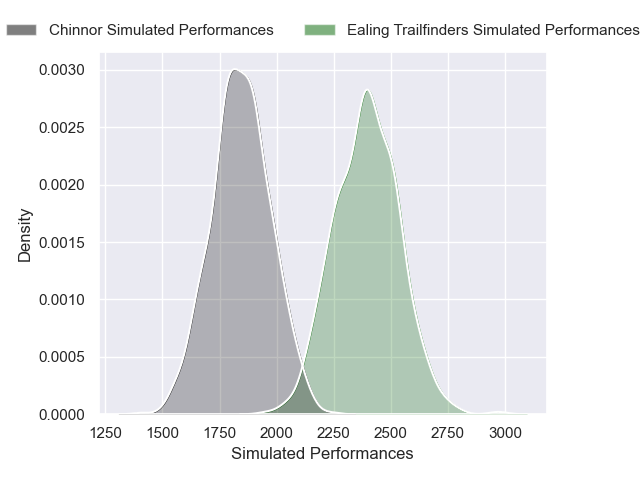 Chinnor Simulated Performances
Ealing Trailfinders Simulated Performances
0.0030
0.0025
0.0020
0.0015
0.0010
0.0005
0.0000
Density
1250 1500 1750 2000 2250 2500 2750 3000
Simulated Performances